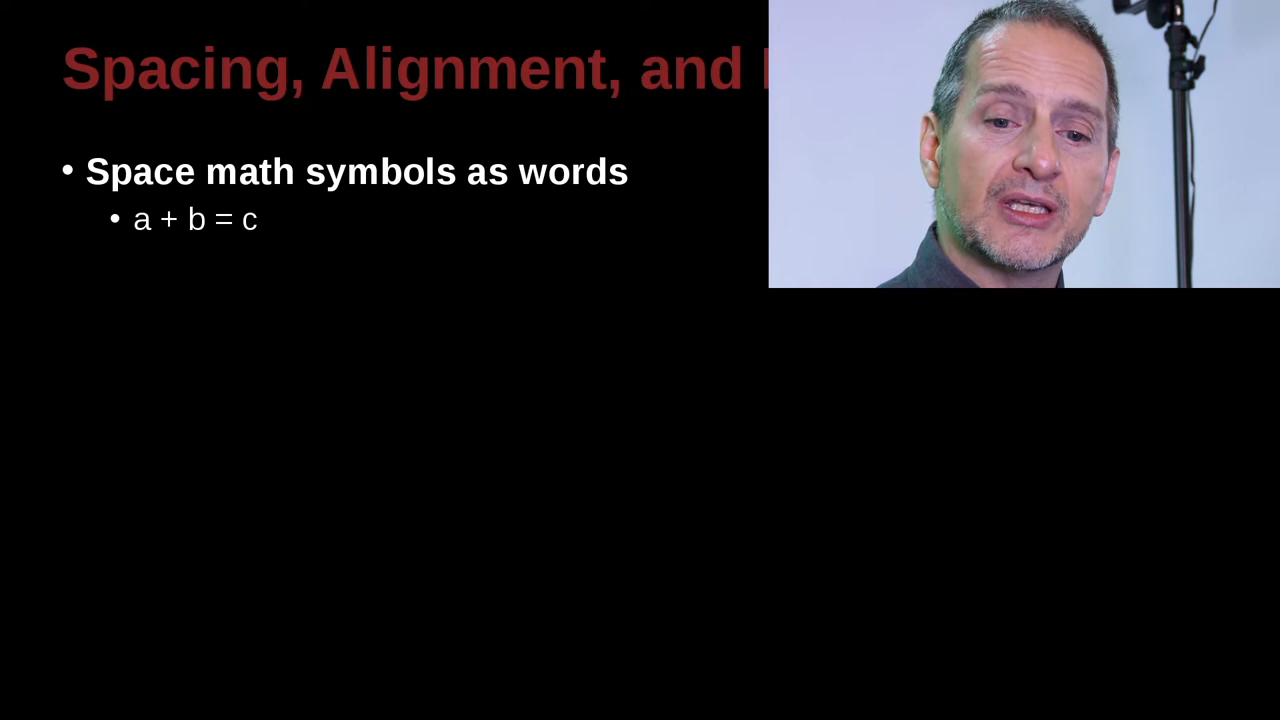 Spacing, Alignment, and
• Space math symbols as words
• a + b = c